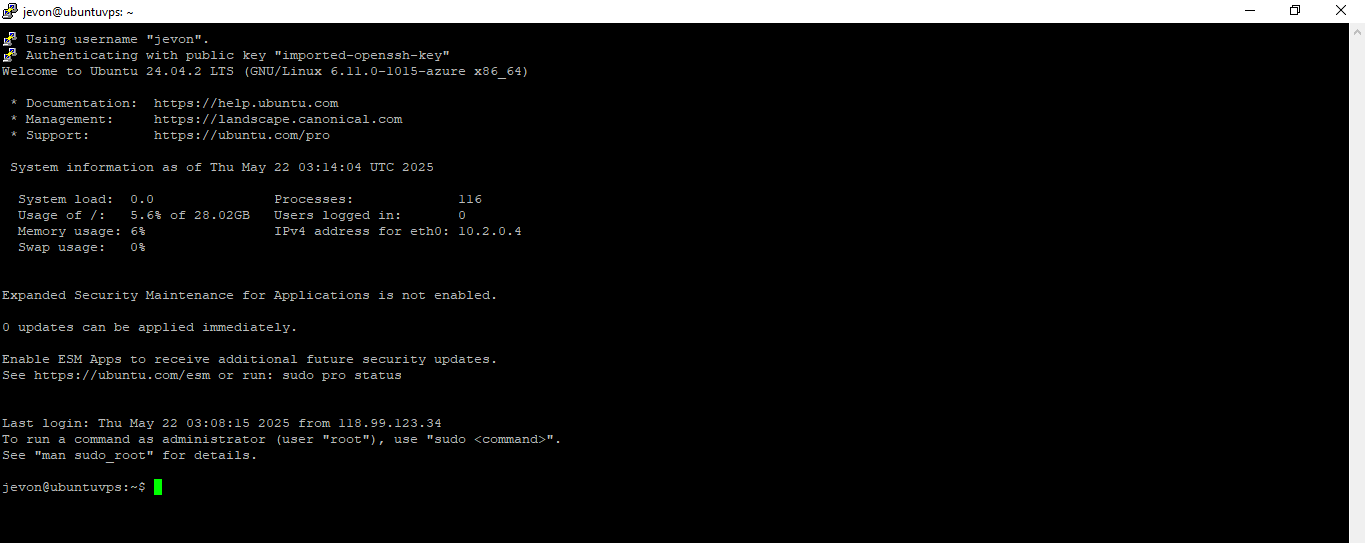 jevon@ubuntuvps: ~
Using username "jevon".
Authenticating with public key "imported-openssh-key"
Welcome to Ubuntu 24.04.2 LTS (GNU/Linux 6.11.0-1015-azure x86_64)
* Documentation:  https://help.ubuntu.com
* Management:     https://landscape.canonical.com
* Support:        https://ubuntu.com/pro
System information as of Thu May 22 03:14:04 UTC 2025
System load:  0.0               Processes:             116
Usage of /:   5.6% of 28.02GB   Users logged in:       0
Memory usage: 6%                IPv4 address for eth0: 10.2.0.4
Swap usage:   0%
Expanded Security Maintenance for Applications is not enabled.
0 updates can be applied immediately.
Enable ESM Apps to receive additional future security updates.
See https://ubuntu.com/esm or run: sudo pro status
Last login: Thu May 22 03:08:15 2025 from 118.99.123.34
To run a command as administrator (user "root"), use "sudo <command>".
See "man sudo_root" for details.
jevon@ubuntuvps:~$